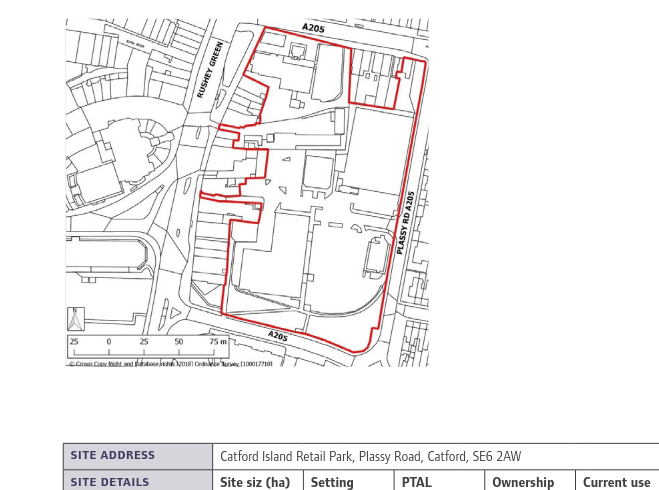 A205
RUSHEY GREEN
PLASSY RD A205
A205
N
25 0 25 50 75 m
© Crown Copy Right and Database rights [2018] Ordnance Survey [100017710]
SITE ADDRESS Catford Island Retail Park, Plassy Road, Catford, SE6 2AW
SITE DETAILS Site siz (ha) Setting PTAL Ownership Current use